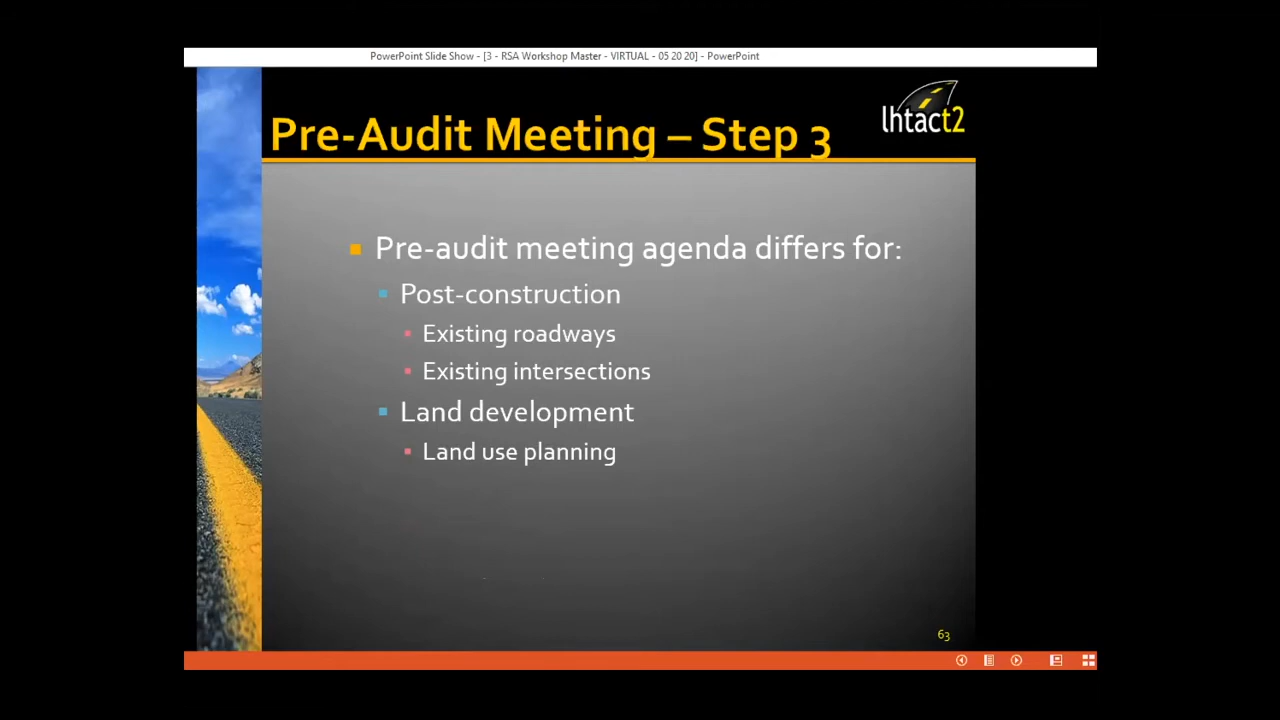 PowerPoint Slide Show - [3 - RSA Workshop Master - VIRTUAL - 05 20 20] - PowerPoint
lhtact2
Pre-Audit Meeting – Step 3
Pre-audit meeting agenda differs for:
Post-construction
Existing roadways
Existing intersections
Land development
Land use planning
63